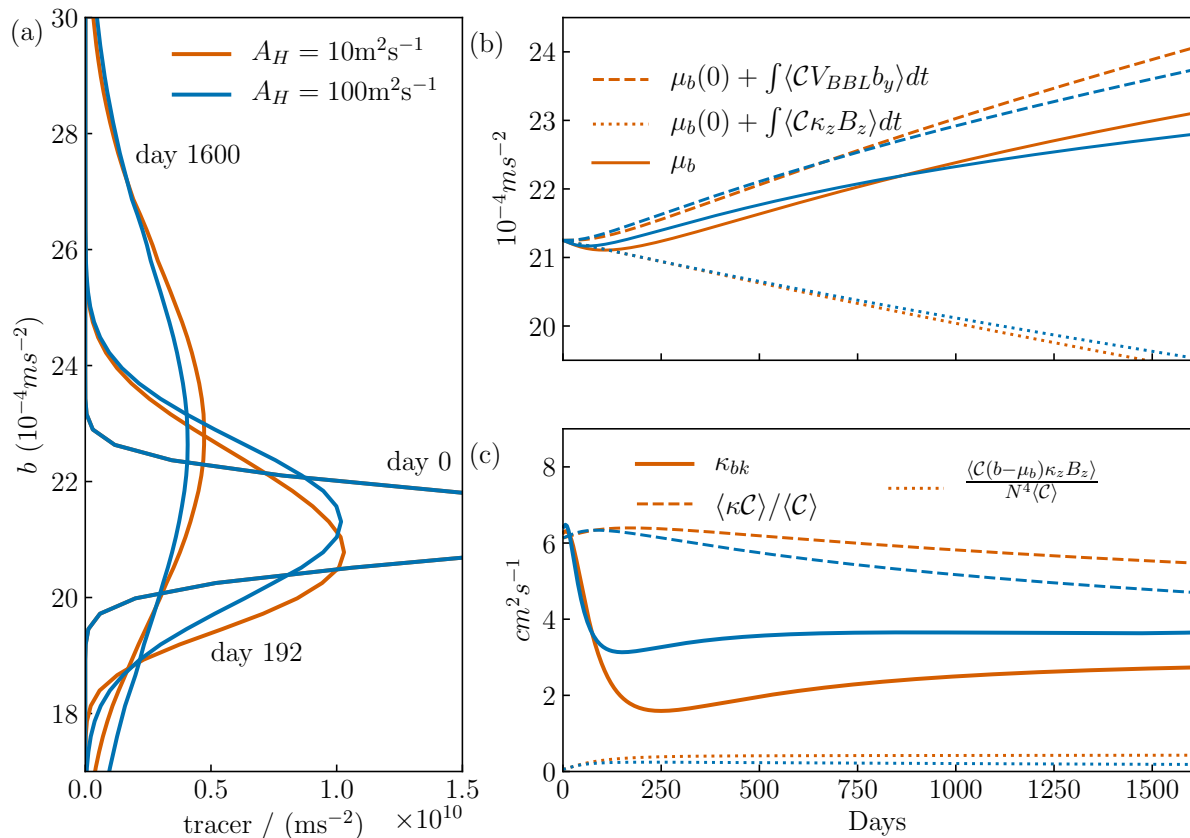 (a)
30
28
26
24
22
20
18
b (10⁻⁴ms⁻²)
A_H = 10m²s⁻¹
A_H = 100m²s⁻¹
day 1600
day 0
day 192
0.0 0.5 1.0 1.5
×10¹⁰
tracer / (ms⁻²)
(b)
24
23
22
21
20
10⁻⁴ms⁻²
μ_b(0) + ∫⟨𝒞V_BBL b_y⟩dt
μ_b(0) + ∫⟨𝒞κ_z B_z⟩dt
μ_b
(c)
8
6
4
2
0
cm²s⁻¹
κ_bk
⟨κ𝒞⟩/⟨𝒞⟩
⟨𝒞(b−μ_b)κ_z B_z⟩
N⁴⟨𝒞⟩
0 250 500 750 1000 1250 1500
Days